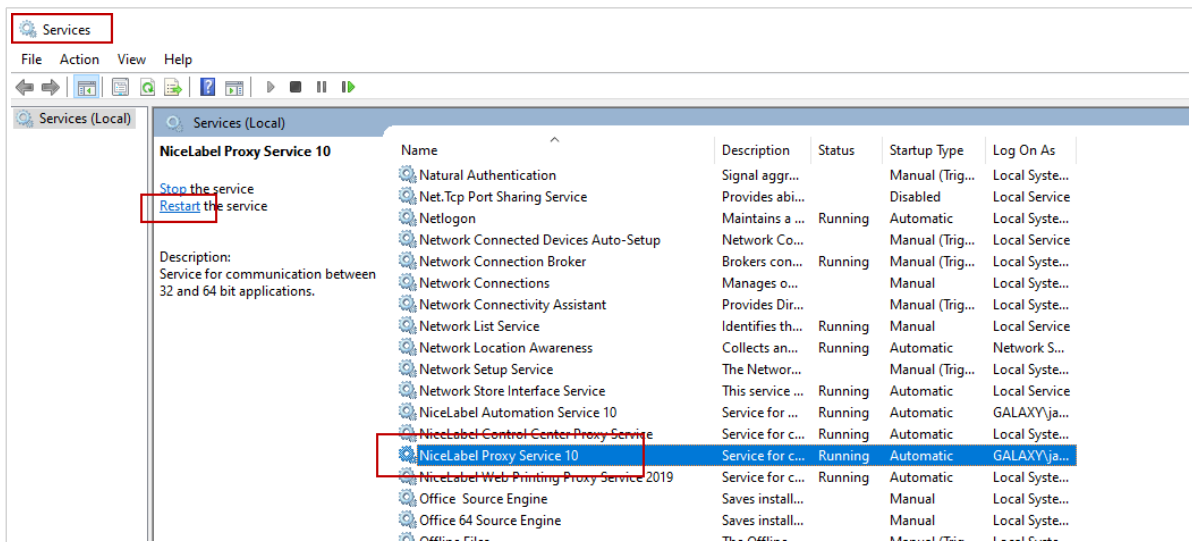 Services
File Action View Help
Services (Local)
Services (Local)
NiceLabel Proxy Service 10
Stop the service
Restart the service
Description:
Service for communication between
32 and 64 bit applications.
Name Description Status Startup Type Log On As
Natural Authentication Signal aggr... Manual (Trig... Local Syste...
Net.Tcp Port Sharing Service Provides abi... Disabled Local Service
Netlogon Maintains a ... Running Automatic Local Syste...
Network Connected Devices Auto-Setup Network Co... Manual (Trig... Local Service
Network Connection Broker Brokers con... Running Manual (Trig... Local Syste...
Network Connections Manages o... Manual Local Syste...
Network Connectivity Assistant Provides Dir... Manual (Trig... Local Syste...
Network List Service Identifies th... Running Manual Local Service
Network Location Awareness Collects an... Running Automatic Network S...
Network Setup Service The Networ... Manual (Trig... Local Syste...
Network Store Interface Service This service ... Running Automatic Local Service
NiceLabel Automation Service 10 Service for ... Running Automatic GALAXY\ja...
NiceLabel Control Center Proxy Service Service for c... Running Automatic Local Syste...
NiceLabel Proxy Service 10 Service for c... Running Automatic GALAXY\ja...
NiceLabel Web Printing Proxy Service 2019 Service for c... Running Automatic Local Syste...
Office  Source Engine Saves install... Manual Local Syste...
Office 64 Source Engine Saves install... Manual Local Syste...
Offline Files The Offline... Manual (Trig... Local Syste...